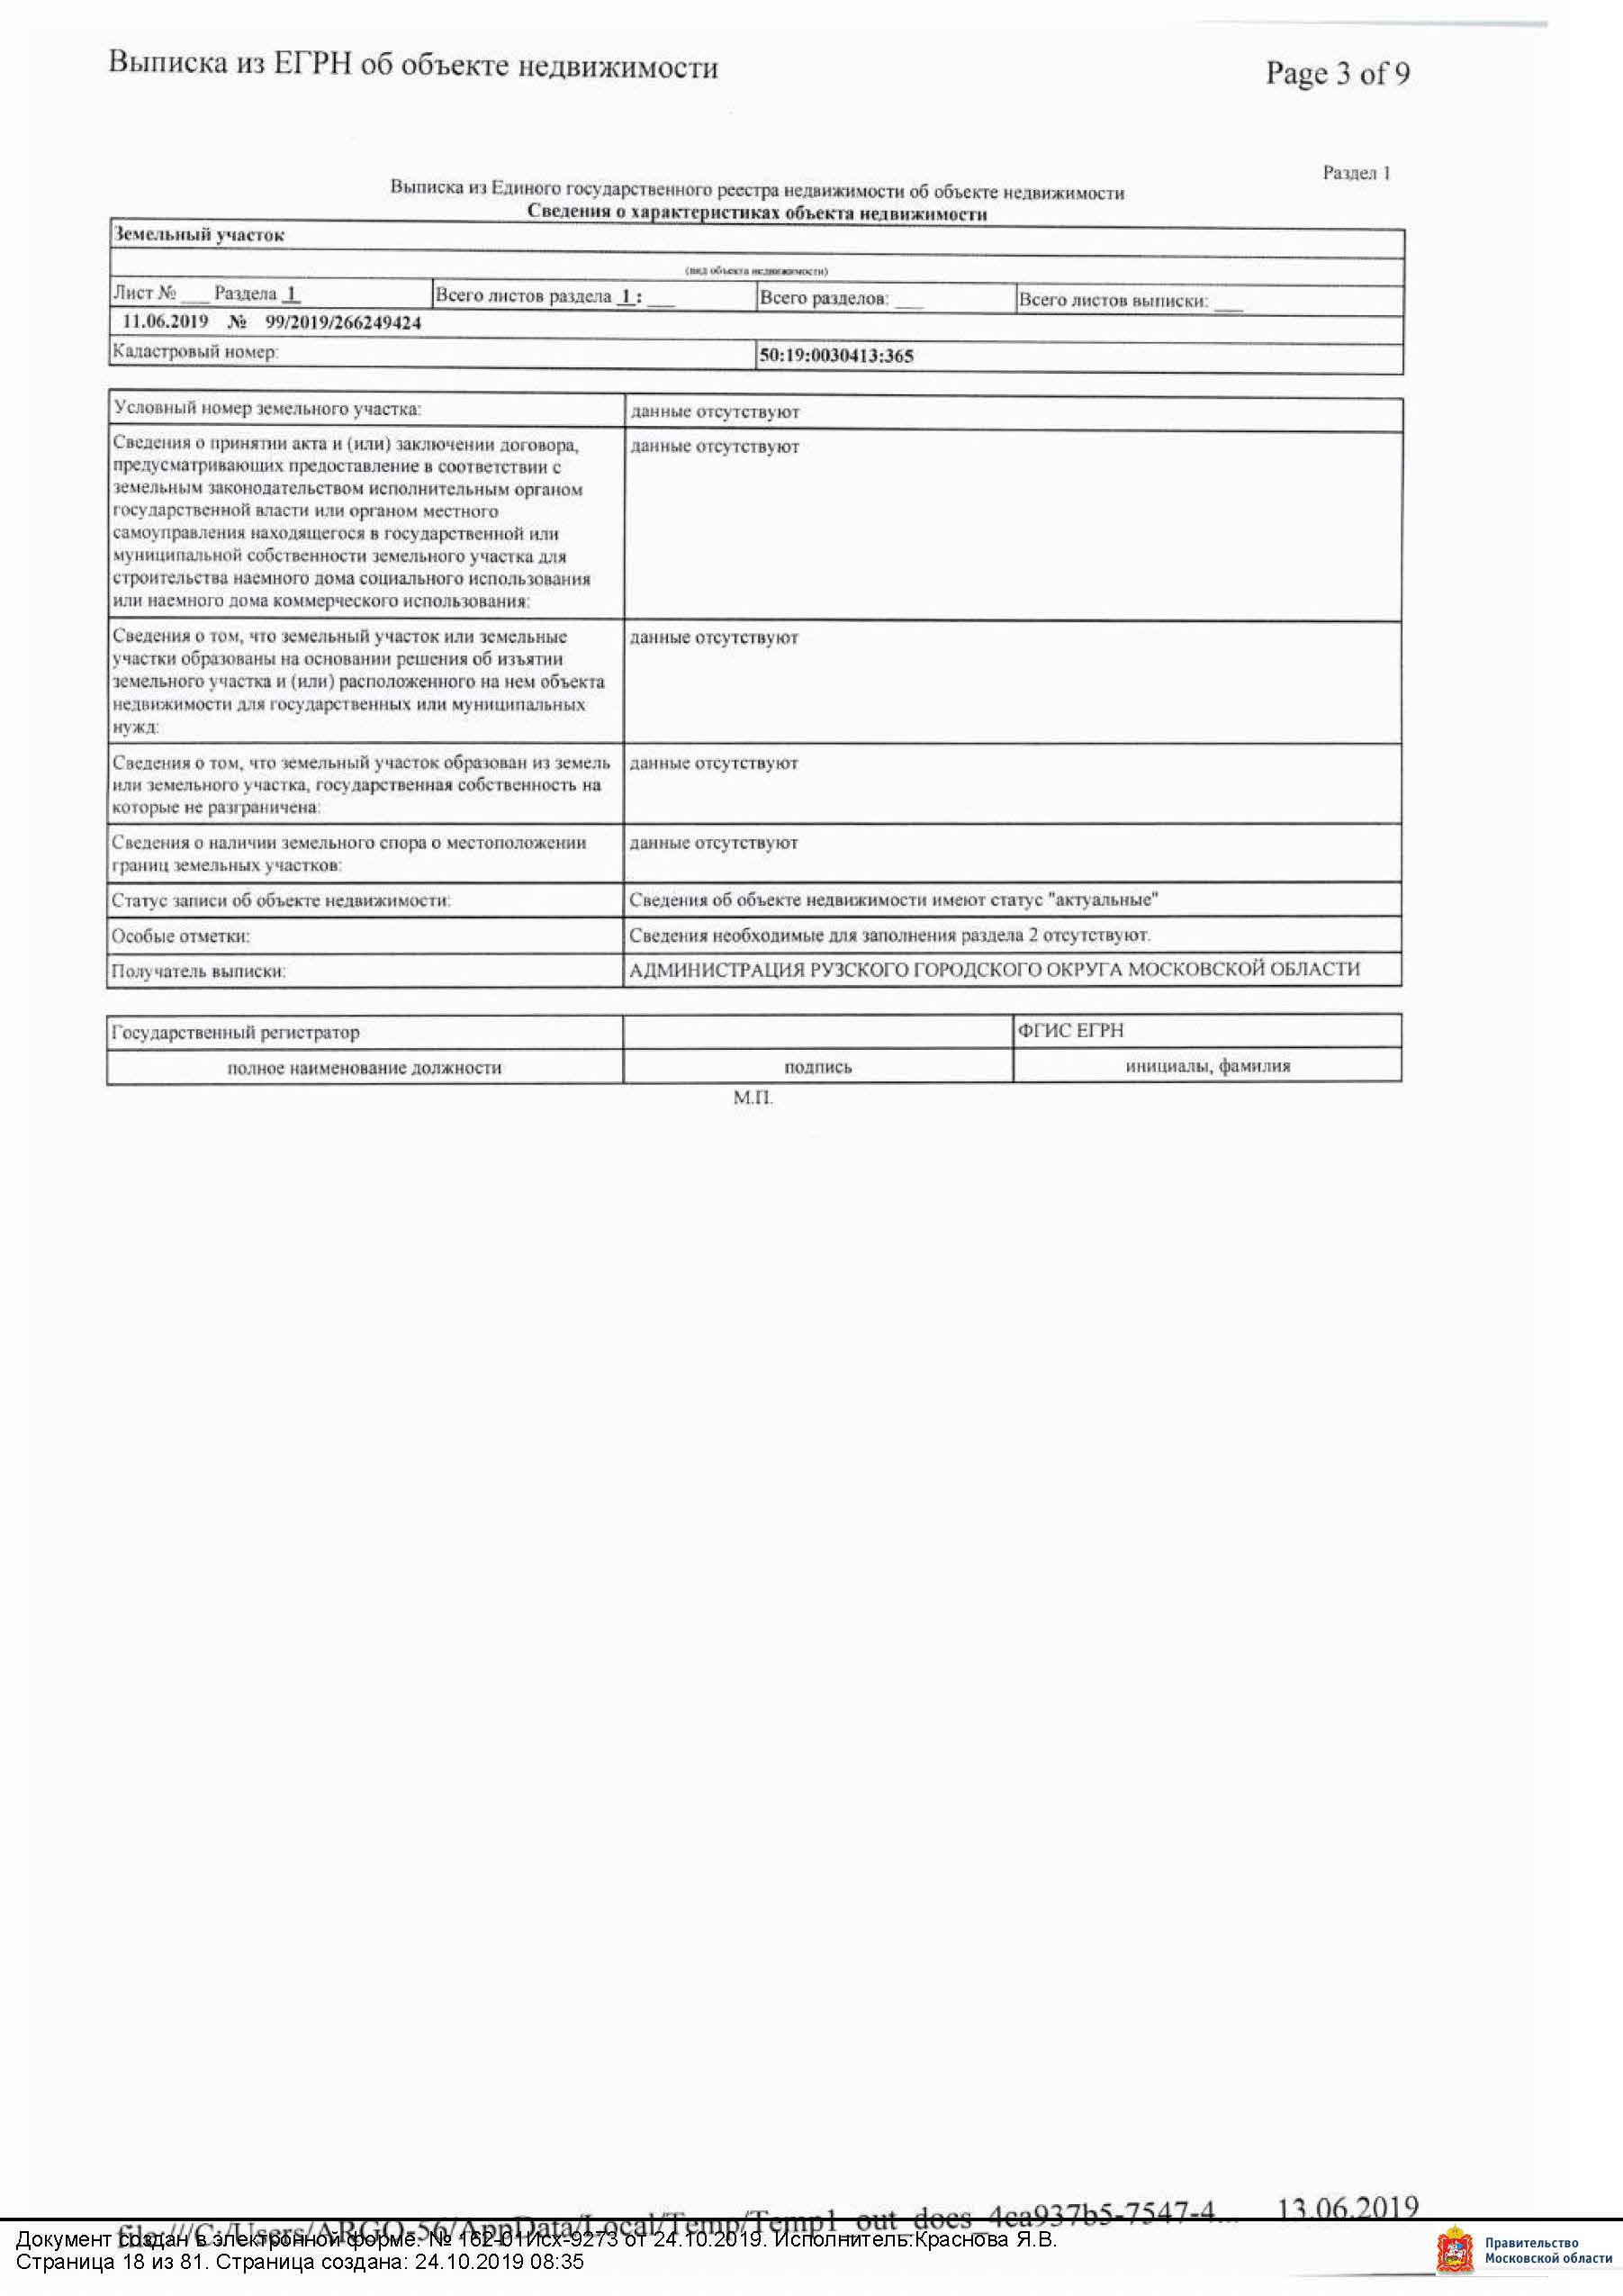 Выписка из ЕГРН об объекте недвижимости
Page 3 of 9
Раздел 1
Выписка из Единого государственного реестра недвижимости об объекте недвижимости
Сведения о характеристиках объекта недвижимости
Земельный участок
(вид объекта недвижимости)
Лист № ___ Раздела 1 Всего листов раздела 1 : ___ Всего разделов: ___ Всего листов выписки: ___
11.06.2019 № 99/2019/266249424
Кадастровый номер: 50:19:0030413:365
Условный номер земельного участка: данные отсутствуют
Сведения о принятии акта и (или) заключении договора, данные отсутствуют
предусматривающих предоставление в соответствии с
земельным законодательством исполнительным органом
государственной власти или органом местного
самоуправления находящегося в государственной или
муниципальной собственности земельного участка для
строительства наемного дома социального использования
или наемного дома коммерческого использования:
Сведения о том, что земельный участок или земельные данные отсутствуют
участки образованы на основании решения об изъятии
земельного участка и (или) расположенного на нем объекта
недвижимости для государственных или муниципальных
нужд:
Сведения о том, что земельный участок образован из земель данные отсутствуют
или земельного участка, государственная собственность на
которые не разграничена:
Сведения о наличии земельного спора о местоположении данные отсутствуют
границ земельных участков:
Статус записи об объекте недвижимости: Сведения об объекте недвижимости имеют статус "актуальные"
Особые отметки: Сведения необходимые для заполнения раздела 2 отсутствуют.
Получатель выписки: АДМИНИСТРАЦИЯ РУЗСКОГО ГОРОДСКОГО ОКРУГА МОСКОВСКОЙ ОБЛАСТИ
Государственный регистратор ФГИС ЕГРН
полное наименование должности подпись инициалы, фамилия
М.П.
file:///C:/Users/ARGO-56/AppData/Local/Temp/Temp1_out_docs_4ca937b5-7547-4... 13.06.2019
Документ создан в электронной форме. № 162-01Исх-9273 от 24.10.2019. Исполнитель:Краснова Я.В.
Страница 18 из 81. Страница создана: 24.10.2019 08:35
Правительство
Московской области